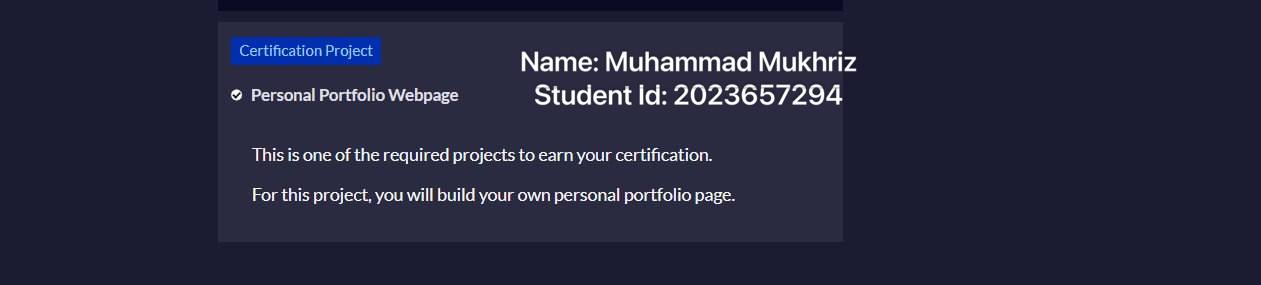 Certification Project
Name: Muhammad Mukhriz
Student Id: 2023657294
Personal Portfolio Webpage
This is one of the required projects to earn your certification.
For this project, you will build your own personal portfolio page.